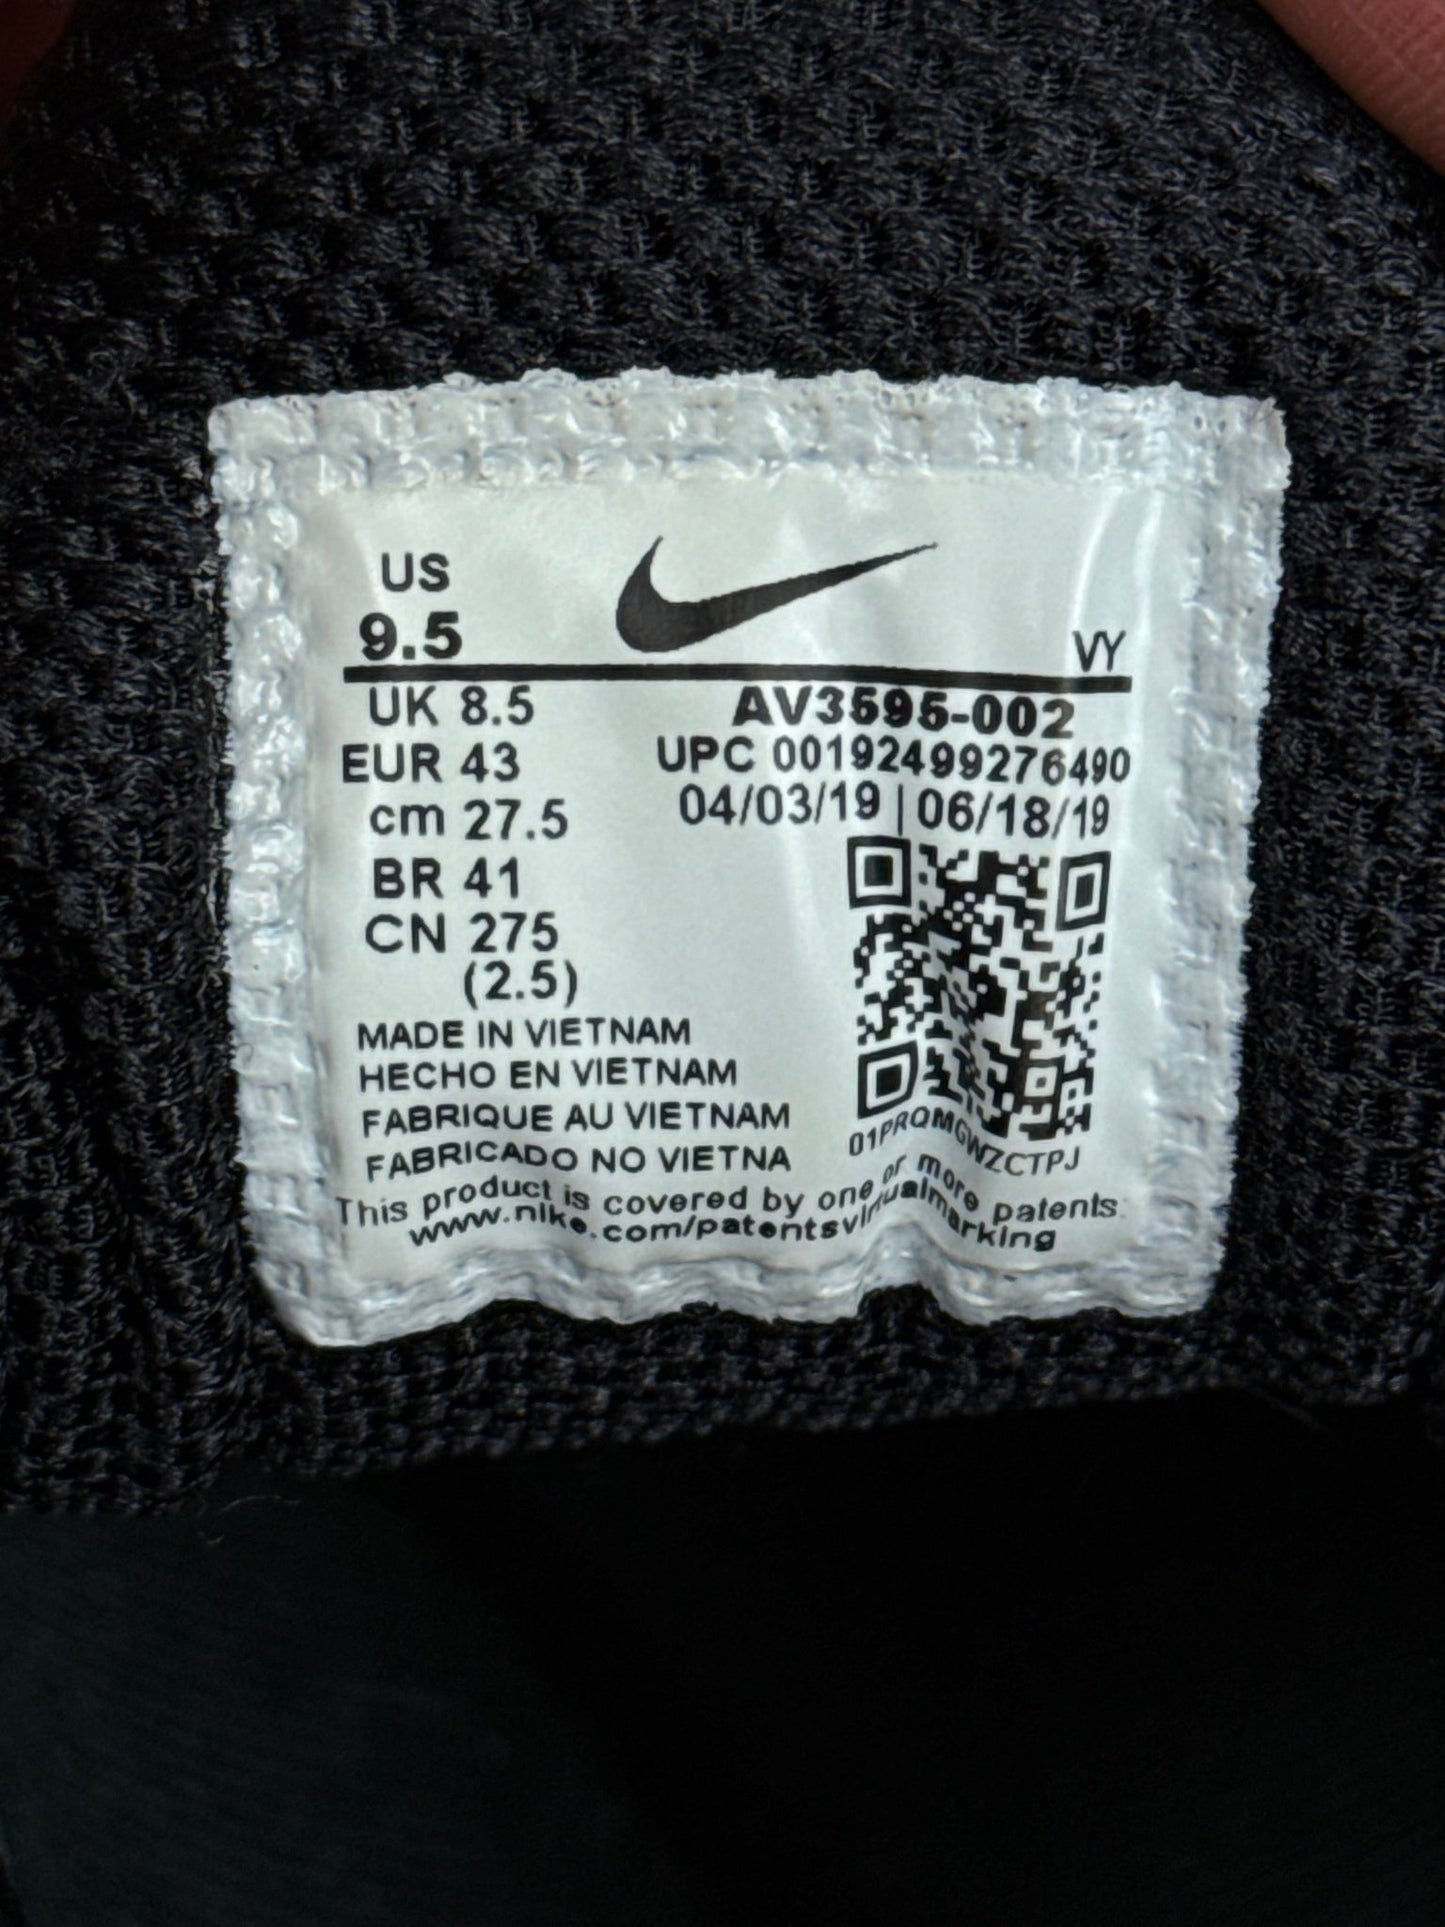 US
9.5
VY
UK 8.5
EUR 43
cm 27.5
BR 41
CN 275
(2.5)
AV3595-002
UPC 00192499276490
04/03/19 | 06/18/19
01PRQMGWZCTPJ
MADE IN VIETNAM
HECHO EN VIETNAM
FABRIQUE AU VIETNAM
FABRICADO NO VIETNA
This product is covered by one or more patents.
www.nike.com/patentsvirtualmarking